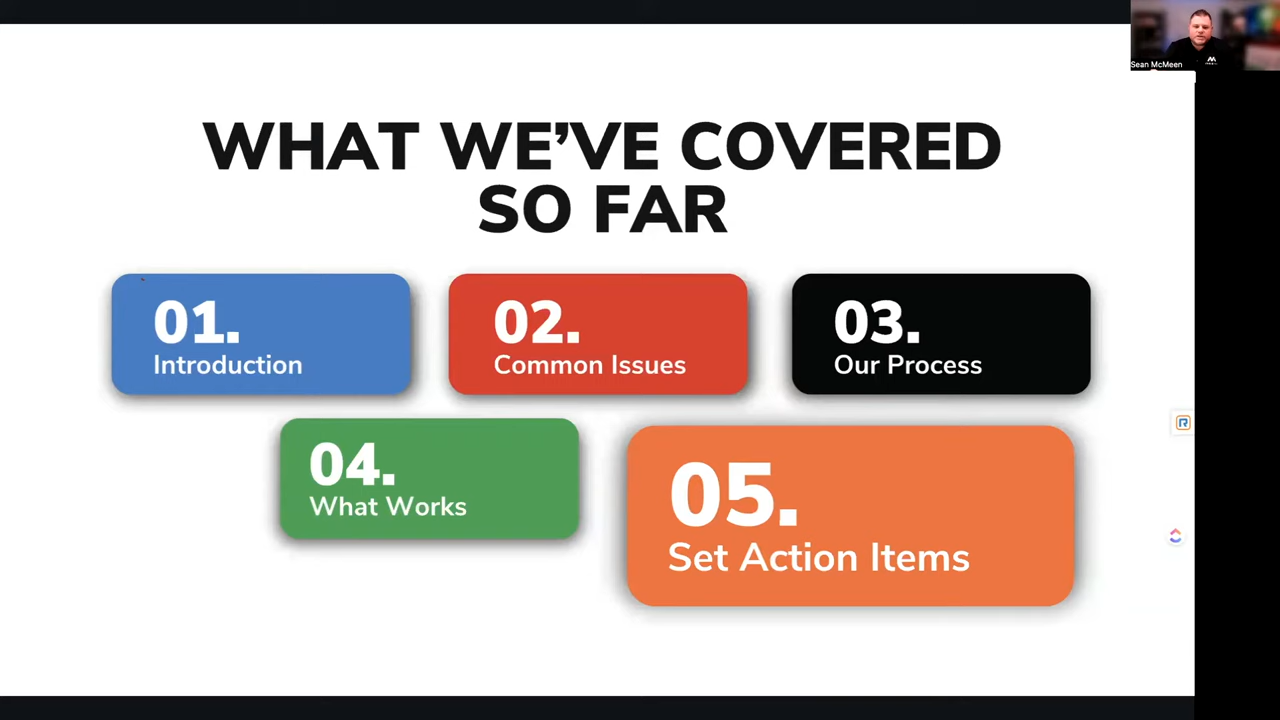 Sean McMeen
WHAT WE’VE COVERED
SO FAR
01.
Introduction
02.
Common Issues
03.
Our Process
04.
What Works
05.
Set Action Items